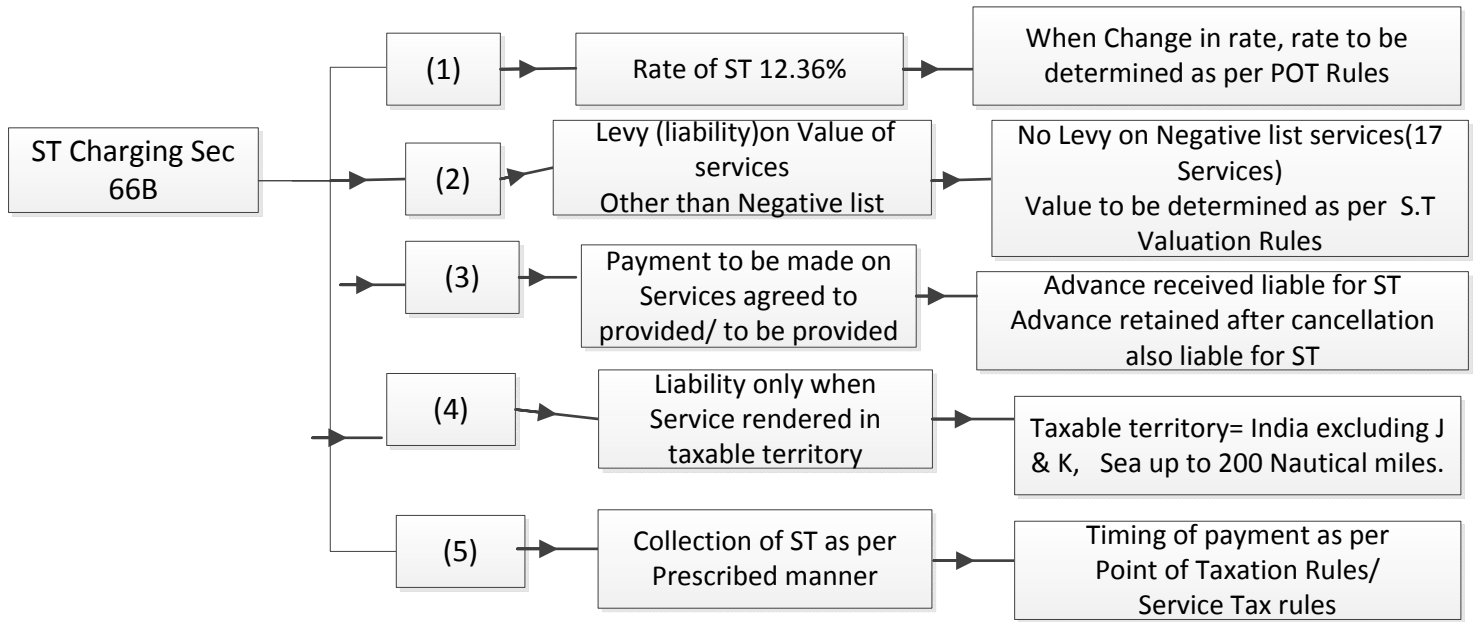 ST Charging Sec
66B
(1)
Rate of ST 12.36%
When Change in rate, rate to be
determined as per POT Rules
(2)
Levy (liability)on Value of
services
Other than Negative list
No Levy on Negative list services(17
Services)
Value to be determined as per S.T
Valuation Rules
(3)
Payment to be made on
Services agreed to
provided/ to be provided
Advance received liable for ST
Advance retained after cancellation
also liable for ST
(4)
Liability only when
Service rendered in
taxable territory
Taxable territory= India excluding J
& K, Sea up to 200 Nautical miles.
(5)
Collection of ST as per
Prescribed manner
Timing of payment as per
Point of Taxation Rules/
Service Tax rules